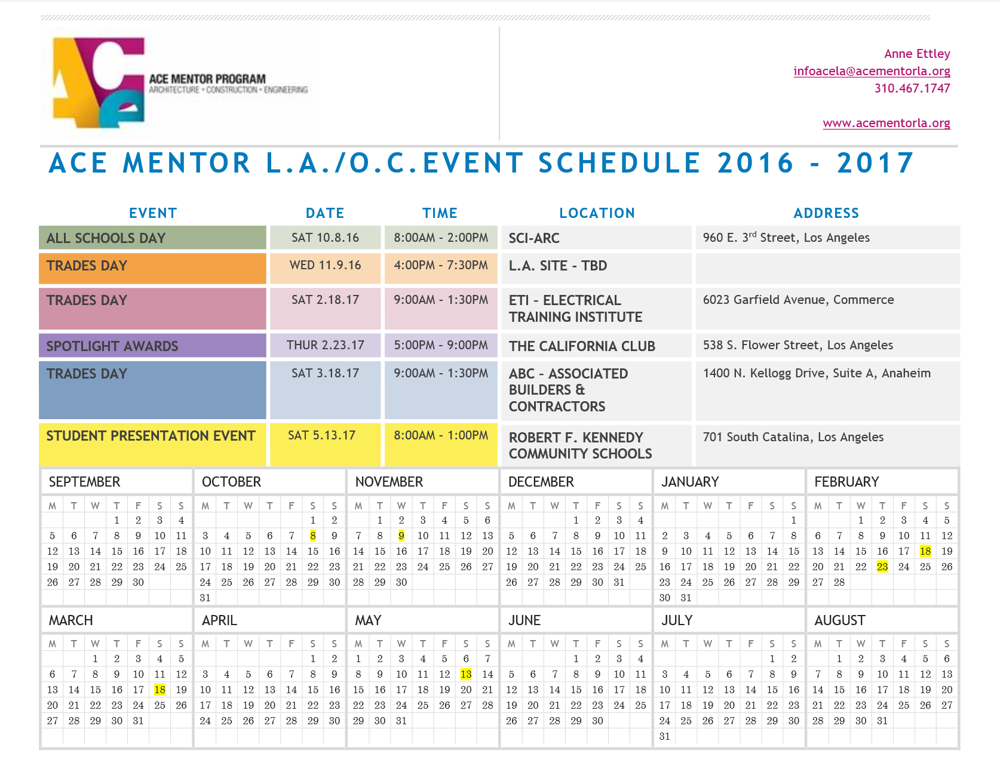 ACe
ACE MENTOR PROGRAM
ARCHITECTURE • CONSTRUCTION • ENGINEERING
Anne Ettley
infoacela@acementorla.org
310.467.1747
www.acementorla.org
ACE MENTOR L.A./O.C.EVENT SCHEDULE 2016 - 2017
EVENT DATE TIME LOCATION ADDRESS
ALL SCHOOLS DAY SAT 10.8.16 8:00AM - 2:00PM SCI-ARC 960 E. 3rd Street, Los Angeles
TRADES DAY WED 11.9.16 4:00PM - 7:30PM L.A. SITE - TBD
TRADES DAY SAT 2.18.17 9:00AM - 1:30PM ETI - ELECTRICAL 6023 Garfield Avenue, Commerce
TRAINING INSTITUTE
SPOTLIGHT AWARDS THUR 2.23.17 5:00PM - 9:00PM THE CALIFORNIA CLUB 538 S. Flower Street, Los Angeles
TRADES DAY SAT 3.18.17 9:00AM - 1:30PM ABC - ASSOCIATED 1400 N. Kellogg Drive, Suite A, Anaheim
BUILDERS &
CONTRACTORS
STUDENT PRESENTATION EVENT SAT 5.13.17 8:00AM - 1:00PM ROBERT F. KENNEDY 701 South Catalina, Los Angeles
COMMUNITY SCHOOLS
SEPTEMBER OCTOBER NOVEMBER DECEMBER JANUARY FEBRUARY
M T W T F S S M T W T F S S M T W T F S S M T W T F S S M T W T F S S M T W T F S S
1 2 3 4 1 2 1 2 3 4 5 6 1 2 3 4 1 1 2 3 4 5
5 6 7 8 9 10 11 3 4 5 6 7 8 9 7 8 9 10 11 12 13 5 6 7 8 9 10 11 2 3 4 5 6 7 8 6 7 8 9 10 11 12
12 13 14 15 16 17 18 10 11 12 13 14 15 16 14 15 16 17 18 19 20 12 13 14 15 16 17 18 9 10 11 12 13 14 15 13 14 15 16 17 18 19
19 20 21 22 23 24 25 17 18 19 20 21 22 23 21 22 23 24 25 26 27 19 20 21 22 23 24 25 16 17 18 19 20 21 22 20 21 22 23 24 25 26
26 27 28 29 30 24 25 26 27 28 29 30 28 29 30 26 27 28 29 30 31 23 24 25 26 27 28 29 27 28
31 30 31
MARCH APRIL MAY JUNE JULY AUGUST
M T W T F S S M T W T F S S M T W T F S S M T W T F S S M T W T F S S M T W T F S S
1 2 3 4 5 1 2 1 2 3 4 5 6 7 1 2 3 4 1 2 1 2 3 4 5 6
6 7 8 9 10 11 12 3 4 5 6 7 8 9 8 9 10 11 12 13 14 5 6 7 8 9 10 11 3 4 5 6 7 8 9 7 8 9 10 11 12 13
13 14 15 16 17 18 19 10 11 12 13 14 15 16 15 16 17 18 19 20 21 12 13 14 15 16 17 18 10 11 12 13 14 15 16 14 15 16 17 18 19 20
20 21 22 23 24 25 26 17 18 19 20 21 22 23 22 23 24 25 26 27 28 19 20 21 22 23 24 25 17 18 19 20 21 22 23 21 22 23 24 25 26 27
27 28 29 30 31 24 25 26 27 28 29 30 29 30 31 26 27 28 29 30 24 25 26 27 28 29 30 28 29 30 31
31